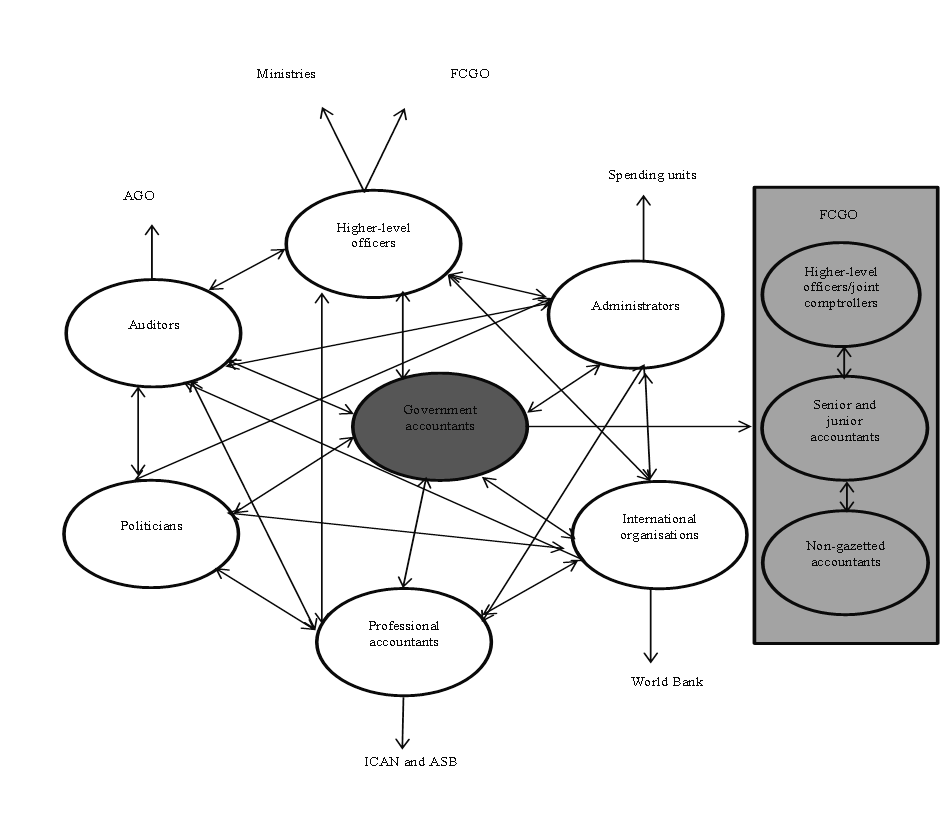 Ministries
FCGO
AGO
Spending units
FCGO
Higher-level
officers
Higher-level
officers/joint
comptrollers
Auditors
Administrators
Government
accountants
Senior and
junior
accountants
Politicians
International
organisations
Non-gazetted
accountants
Professional
accountants
World Bank
ICAN and ASB